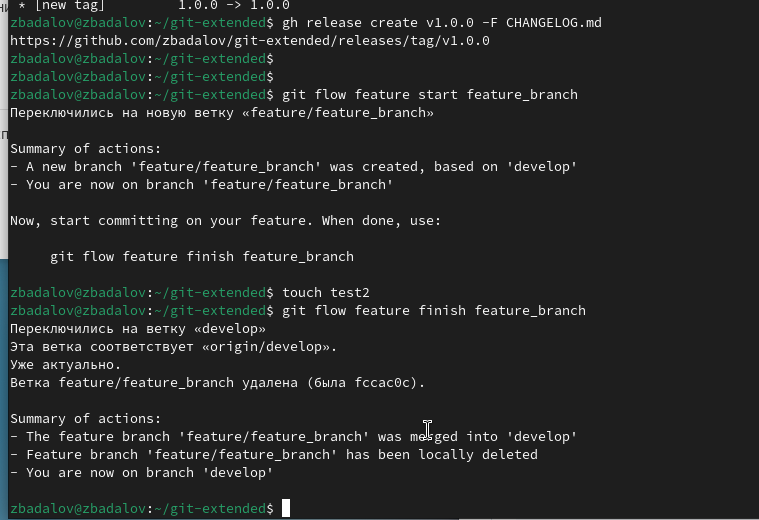 * [new tag]         1.0.0 -> 1.0.0
zbadalov@zbadalov:~/git-extended$ gh release create v1.0.0 -F CHANGELOG.md
https://github.com/zbadalov/git-extended/releases/tag/v1.0.0
zbadalov@zbadalov:~/git-extended$
zbadalov@zbadalov:~/git-extended$
zbadalov@zbadalov:~/git-extended$ git flow feature start feature_branch
Переключились на новую ветку «feature/feature_branch»
Summary of actions:
- A new branch 'feature/feature_branch' was created, based on 'develop'
- You are now on branch 'feature/feature_branch'
Now, start committing on your feature. When done, use:
git flow feature finish feature_branch
zbadalov@zbadalov:~/git-extended$ touch test2
zbadalov@zbadalov:~/git-extended$ git flow feature finish feature_branch
Переключились на ветку «develop»
Эта ветка соответствует «origin/develop».
Уже актуально.
Ветка feature/feature_branch удалена (была fccac0c).
Summary of actions:
- The feature branch 'feature/feature_branch' was merged into 'develop'
- Feature branch 'feature/feature_branch' has been locally deleted
- You are now on branch 'develop'
zbadalov@zbadalov:~/git-extended$